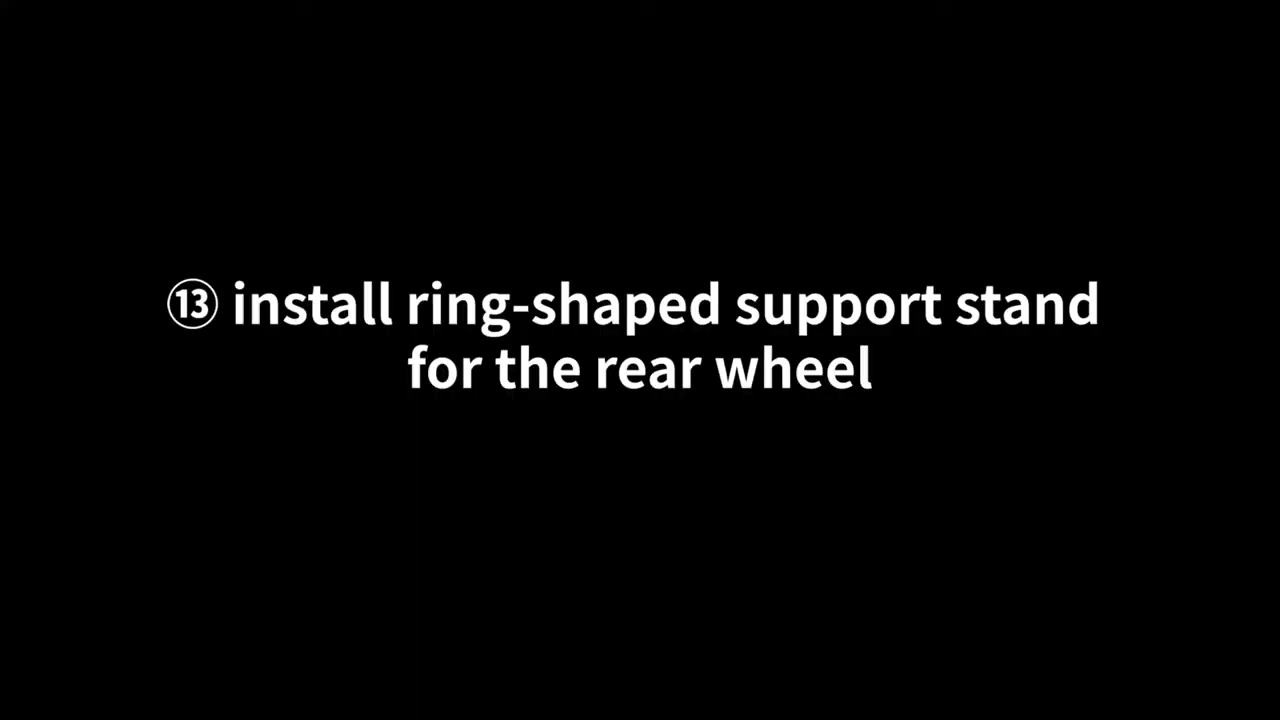 ⑬ install ring-shaped support stand
for the rear wheel